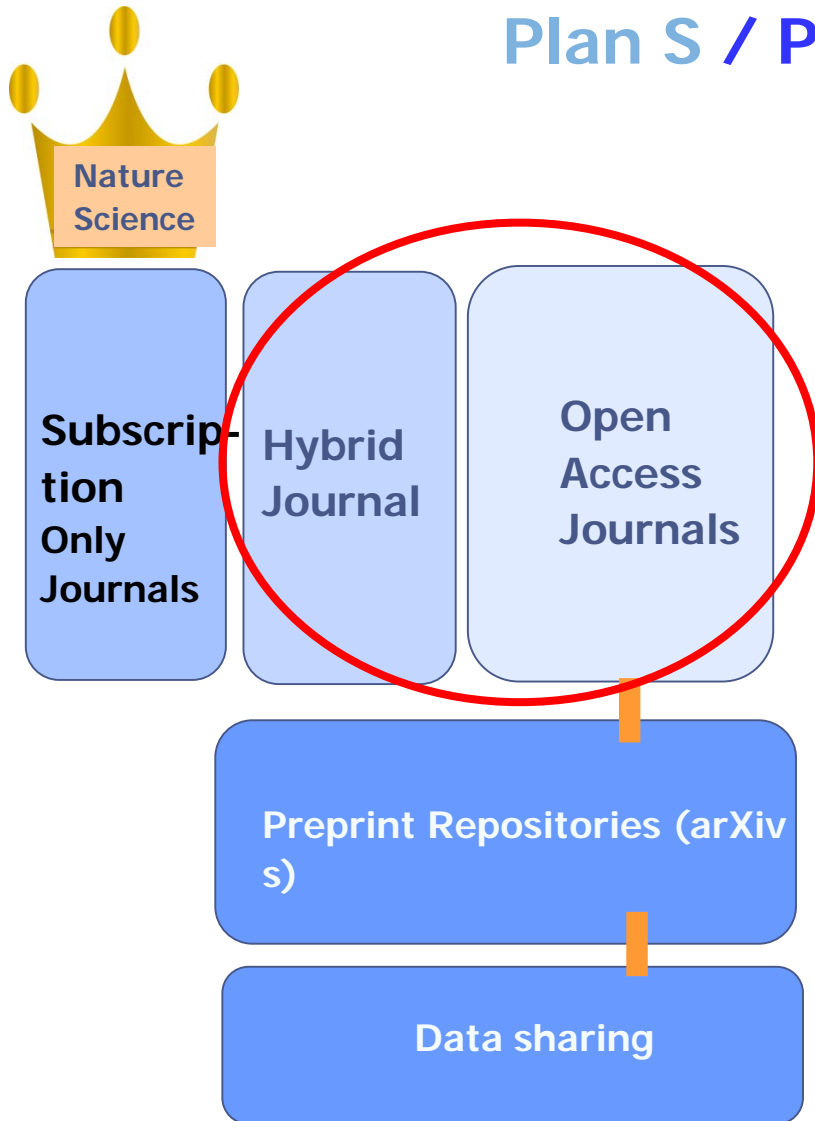 Plan S / P
Nature
Science
Subscrip-
tion
Only
Journals
Hybrid
Journal
Open
Access
Journals
Preprint Repositories (arXiv
s)
Data sharing